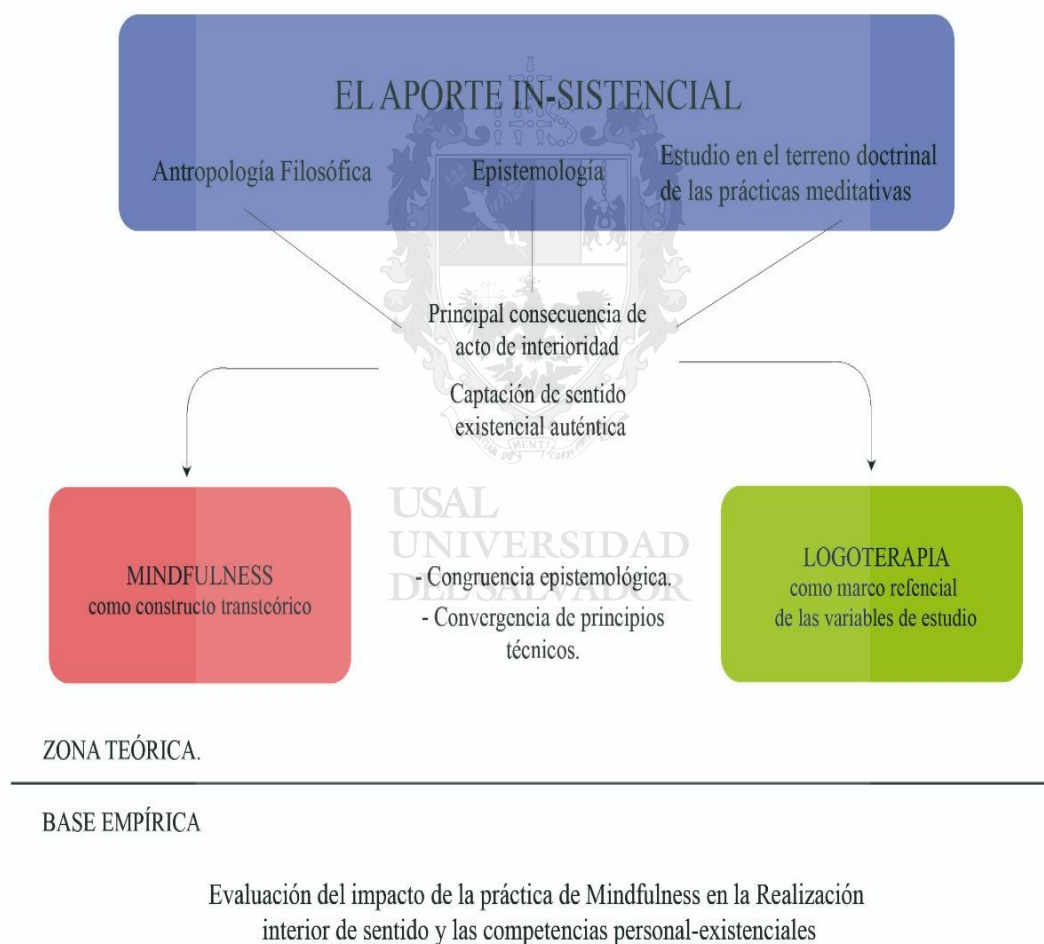 EL APORTE IN-SISTENCIAL
Antropología Filosófica
Epistemología
Estudio en el terreno doctrinal
de las prácticas meditativas
Principal consecuencia de
acto de interioridad
Captación de sentido
existencial auténtica
MINDFULNESS
como constructo transteórico
USAL
UNIVERSIDAD
DEL SALVADOR
- Congruencia epistemológica.
- Convergencia de principios
técnicos.
LOGOTERAPIA
como marco refencial
de las variables de estudio
ZONA TEÓRICA.
BASE EMPÍRICA
Evaluación del impacto de la práctica de Mindfulness en la Realización
interior de sentido y las competencias personal-existenciales